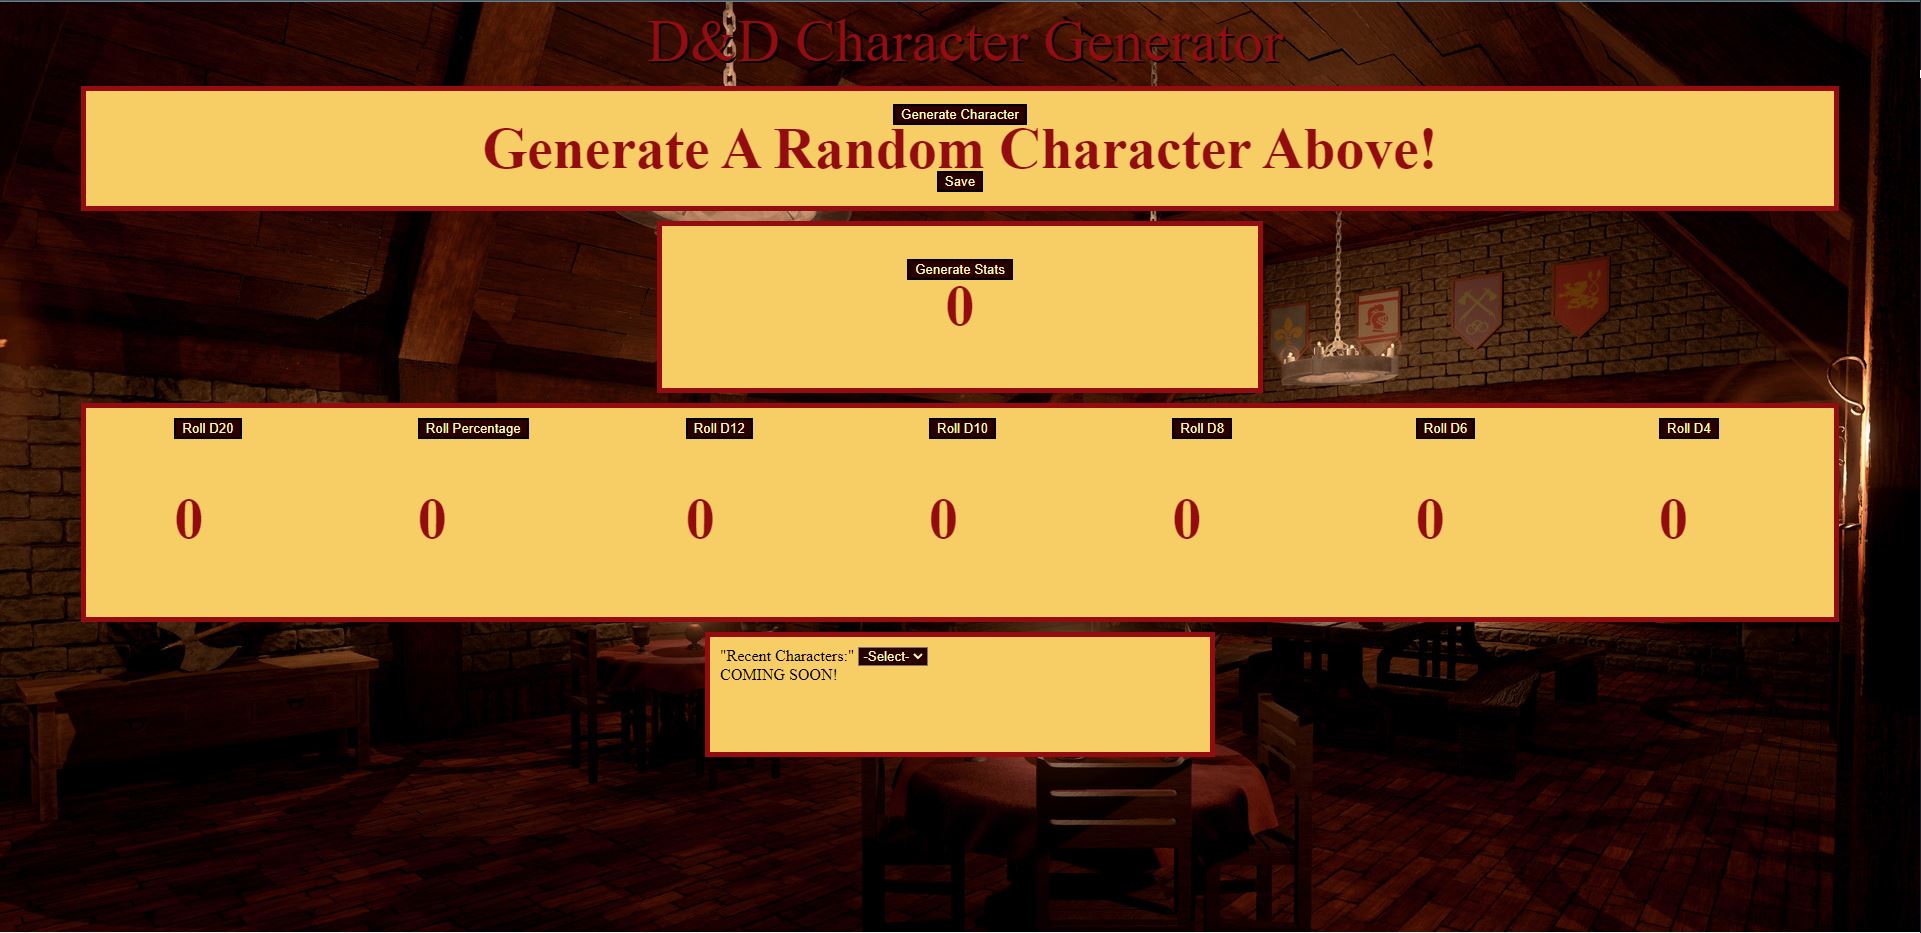 D&D Character Generator
Generate Character
Generate A Random Character Above!
Save
Generate Stats
0
Roll D20 Roll Percentage Roll D12 Roll D10 Roll D8 Roll D6 Roll D4
0 0 0 0 0 0 0
"Recent Characters:" -Select-
COMING SOON!